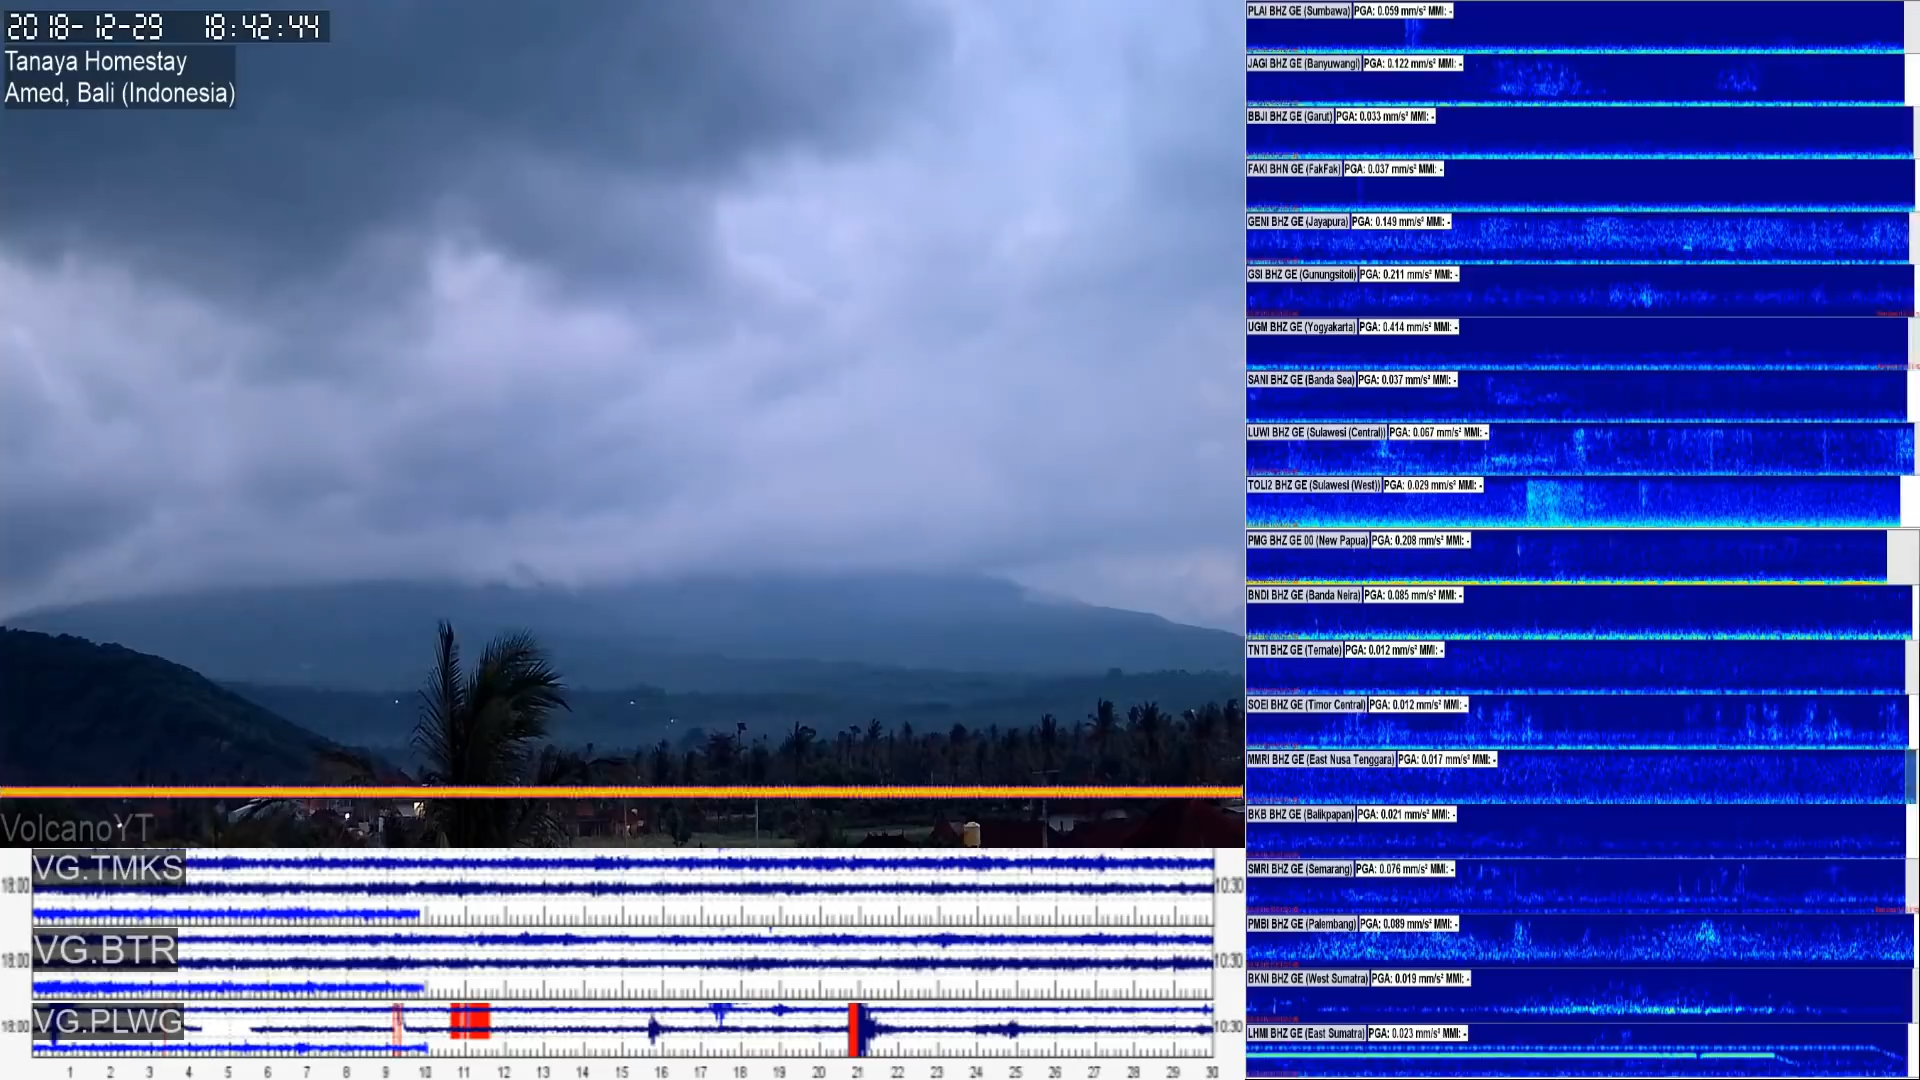 2018-12-29 18:42:44
Tanaya Homestay
Amed, Bali (Indonesia)
VolcanoYT
PLAI BHZ GE (Sumbawa) PGA: 0.059 mm/s² MMI: -
JAGI BHZ GE (Banyuwangi) PGA: 0.122 mm/s² MMI: -
BBJI BHZ GE (Garut) PGA: 0.033 mm/s² MMI: -
FAKI BHN GE (FakFak) PGA: 0.037 mm/s² MMI: -
GENI BHZ GE (Jayapura) PGA: 0.149 mm/s² MMI: -
GSI BHZ GE (Gunungsitoli) PGA: 0.211 mm/s² MMI: -
UGM BHZ GE (Yogyakarta) PGA: 0.414 mm/s² MMI: -
SANI BHZ GE (Banda Sea) PGA: 0.037 mm/s² MMI: -
LUWI BHZ GE (Sulawesi (Central)) PGA: 0.067 mm/s² MMI: -
TOLI2 BHZ GE (Sulawesi (West)) PGA: 0.029 mm/s² MMI: -
PMG BHZ GE 00 (New Papua) PGA: 0.208 mm/s² MMI: -
BNDI BHZ GE (Banda Neira) PGA: 0.085 mm/s² MMI: -
TNTI BHZ GE (Ternate) PGA: 0.012 mm/s² MMI: -
SOEI BHZ GE (Timor Central) PGA: 0.012 mm/s² MMI: -
MMRI BHZ GE (East Nusa Tenggara) PGA: 0.017 mm/s² MMI: -
BKB BHZ GE (Balikpapan) PGA: 0.021 mm/s² MMI: -
SMRI BHZ GE (Semarang) PGA: 0.076 mm/s² MMI: -
PMBI BHZ GE (Palembang) PGA: 0.089 mm/s² MMI: -
BKNI BHZ GE (West Sumatra) PGA: 0.019 mm/s² MMI: -
LHMI BHZ GE (East Sumatra) PGA: 0.023 mm/s² MMI: -
VG.TMKS
18:00 10:30
VG.BTR
18:00 10:30
VG.PLWG
18:00 10:30
1 2 3 4 5 6 7 8 9 10 11 12 13 14 15 16 17 18 19 20 21 22 23 24 25 26 27 28 29 30